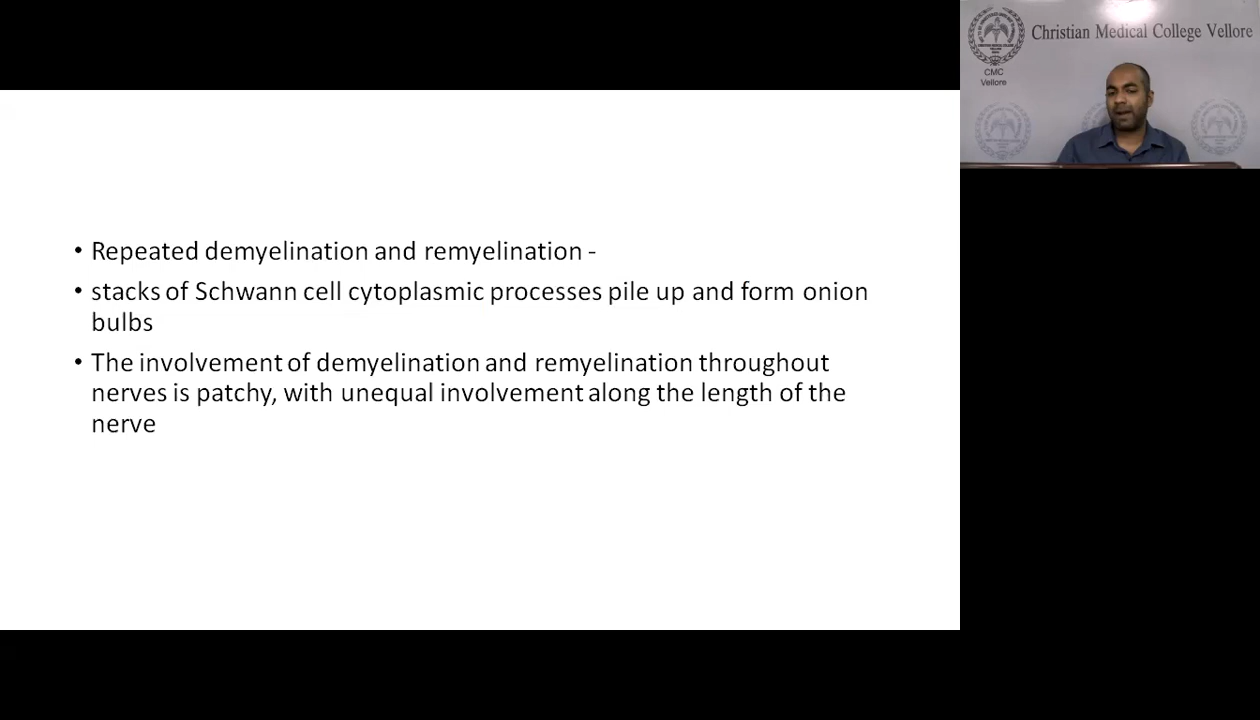 • Repeated demyelination and remyelination -
• stacks of Schwann cell cytoplasmic processes pile up and form onion
bulbs
• The involvement of demyelination and remyelination throughout
nerves is patchy, with unequal involvement along the length of the
nerve
Christian Medical College Vellore
CMC
Vellore